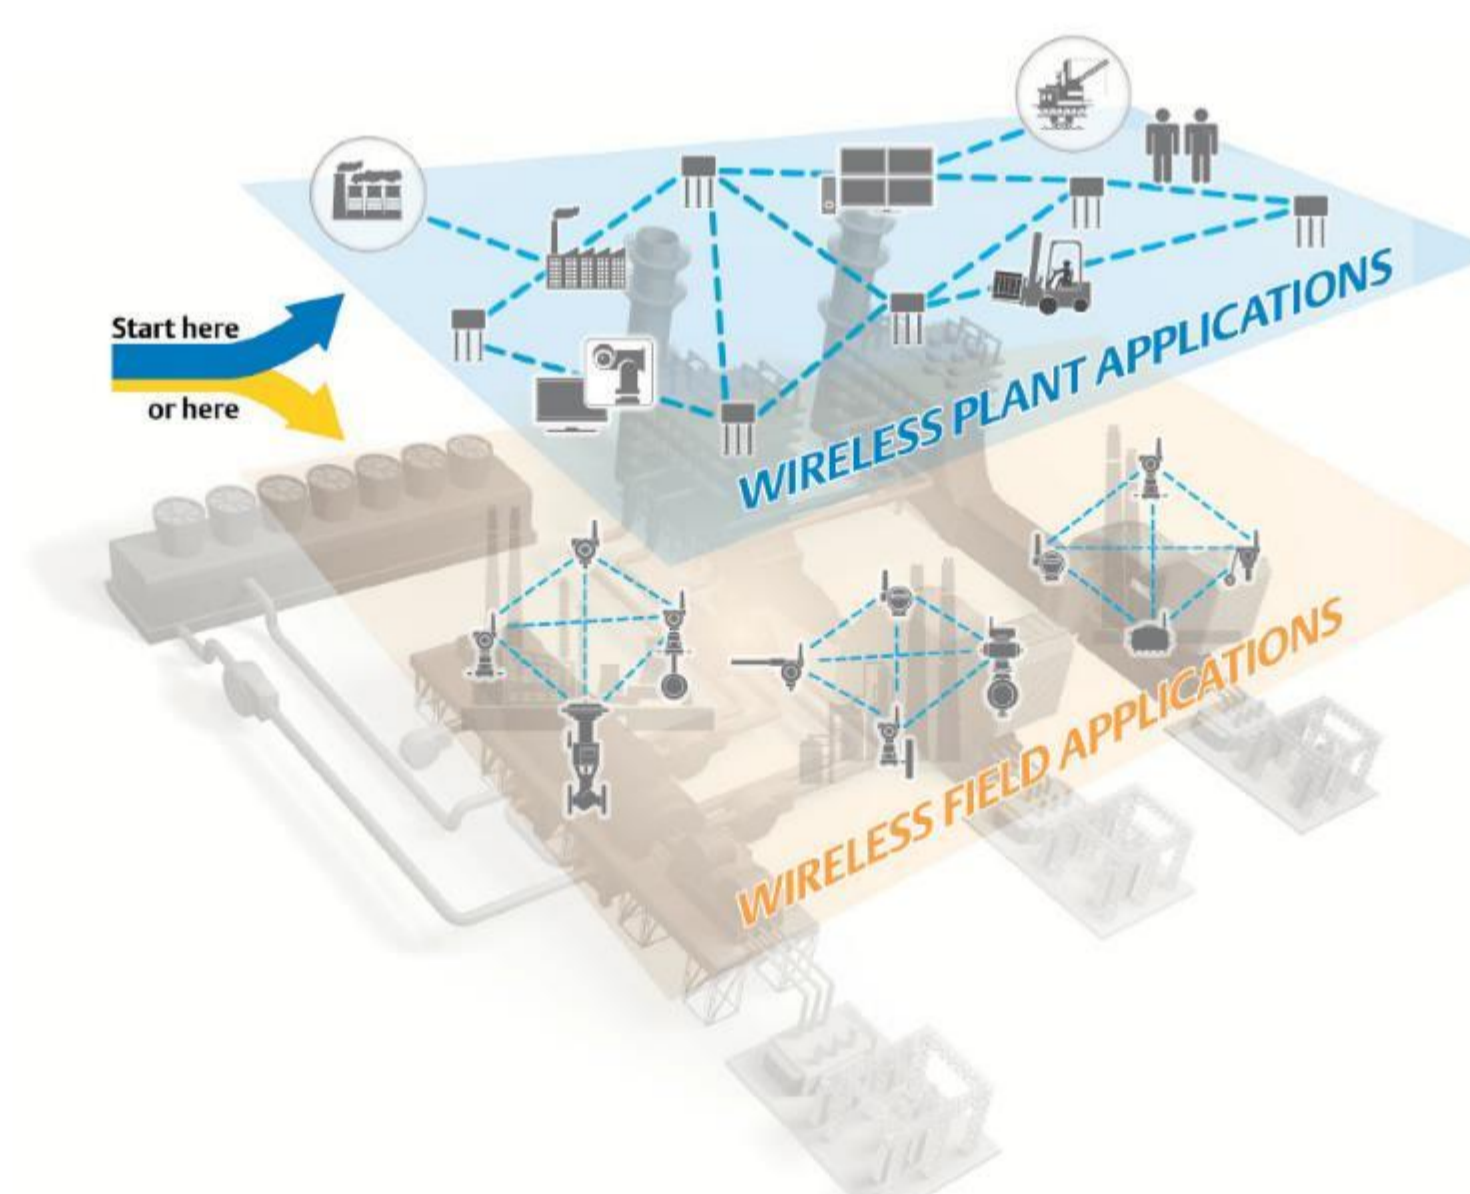 Start here
or here
WIRELESS PLANT APPLICATIONS
WIRELESS FIELD APPLICATIONS